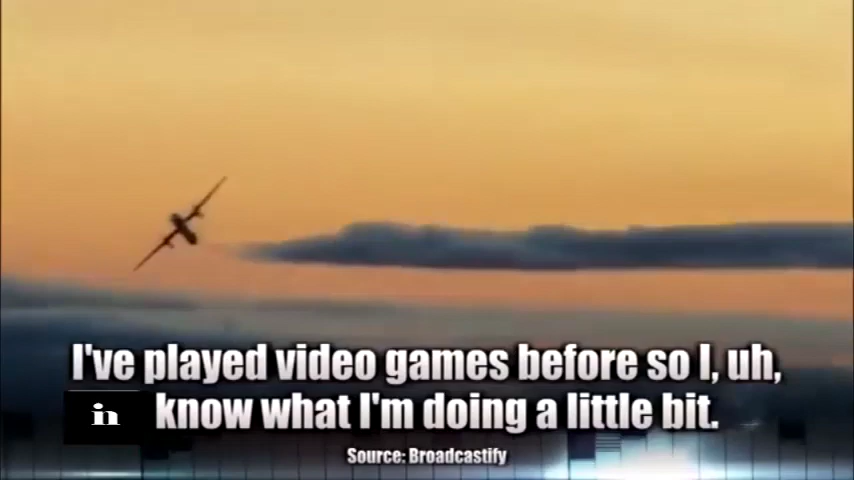 I've played video games before so I, uh,
know what I'm doing a little bit.
in
Source: Broadcastify